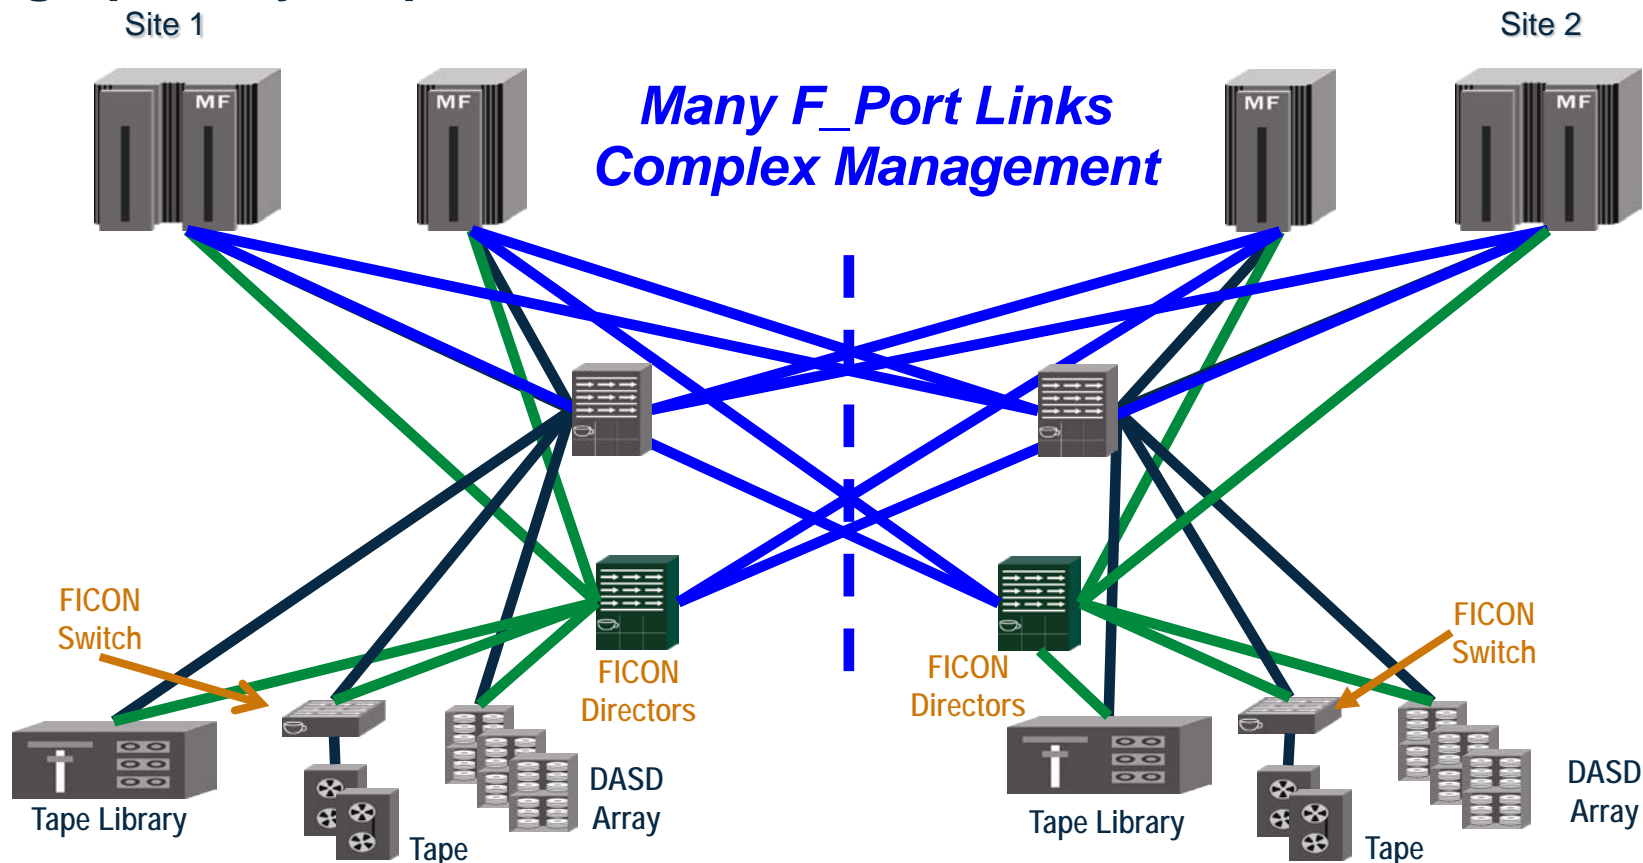 Site 1
Site 2
MF
MF
MF
MF
Many F_Port Links
Complex Management
FICON
Switch
FICON
Directors
FICON
Directors
FICON
Switch
Tape Library
Tape
DASD
Array
Tape Library
Tape
DASD
Array